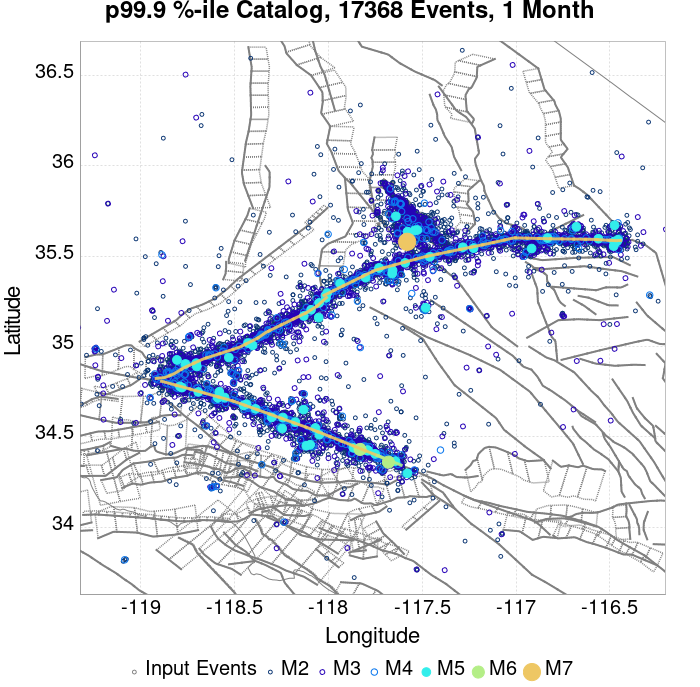 p99.9 %-ile Catalog, 17368 Events, 1 Month
36.5
36
35.5
35
34.5
34
Latitude
-119 -118.5 -118 -117.5 -117 -116.5
Longitude
Input Events M2 M3 M4 M5 M6 M7